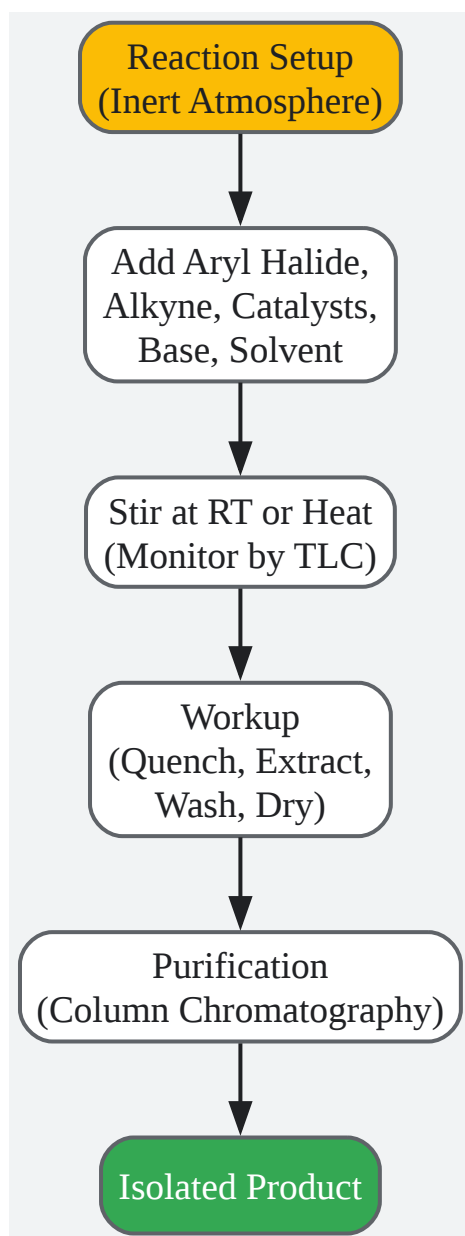 Reaction Setup
(Inert Atmosphere)
Add Aryl Halide,
Alkyne, Catalysts,
Base, Solvent
Stir at RT or Heat
(Monitor by TLC)
Workup
(Quench, Extract,
Wash, Dry)
Purification
(Column Chromatography)
Isolated Product